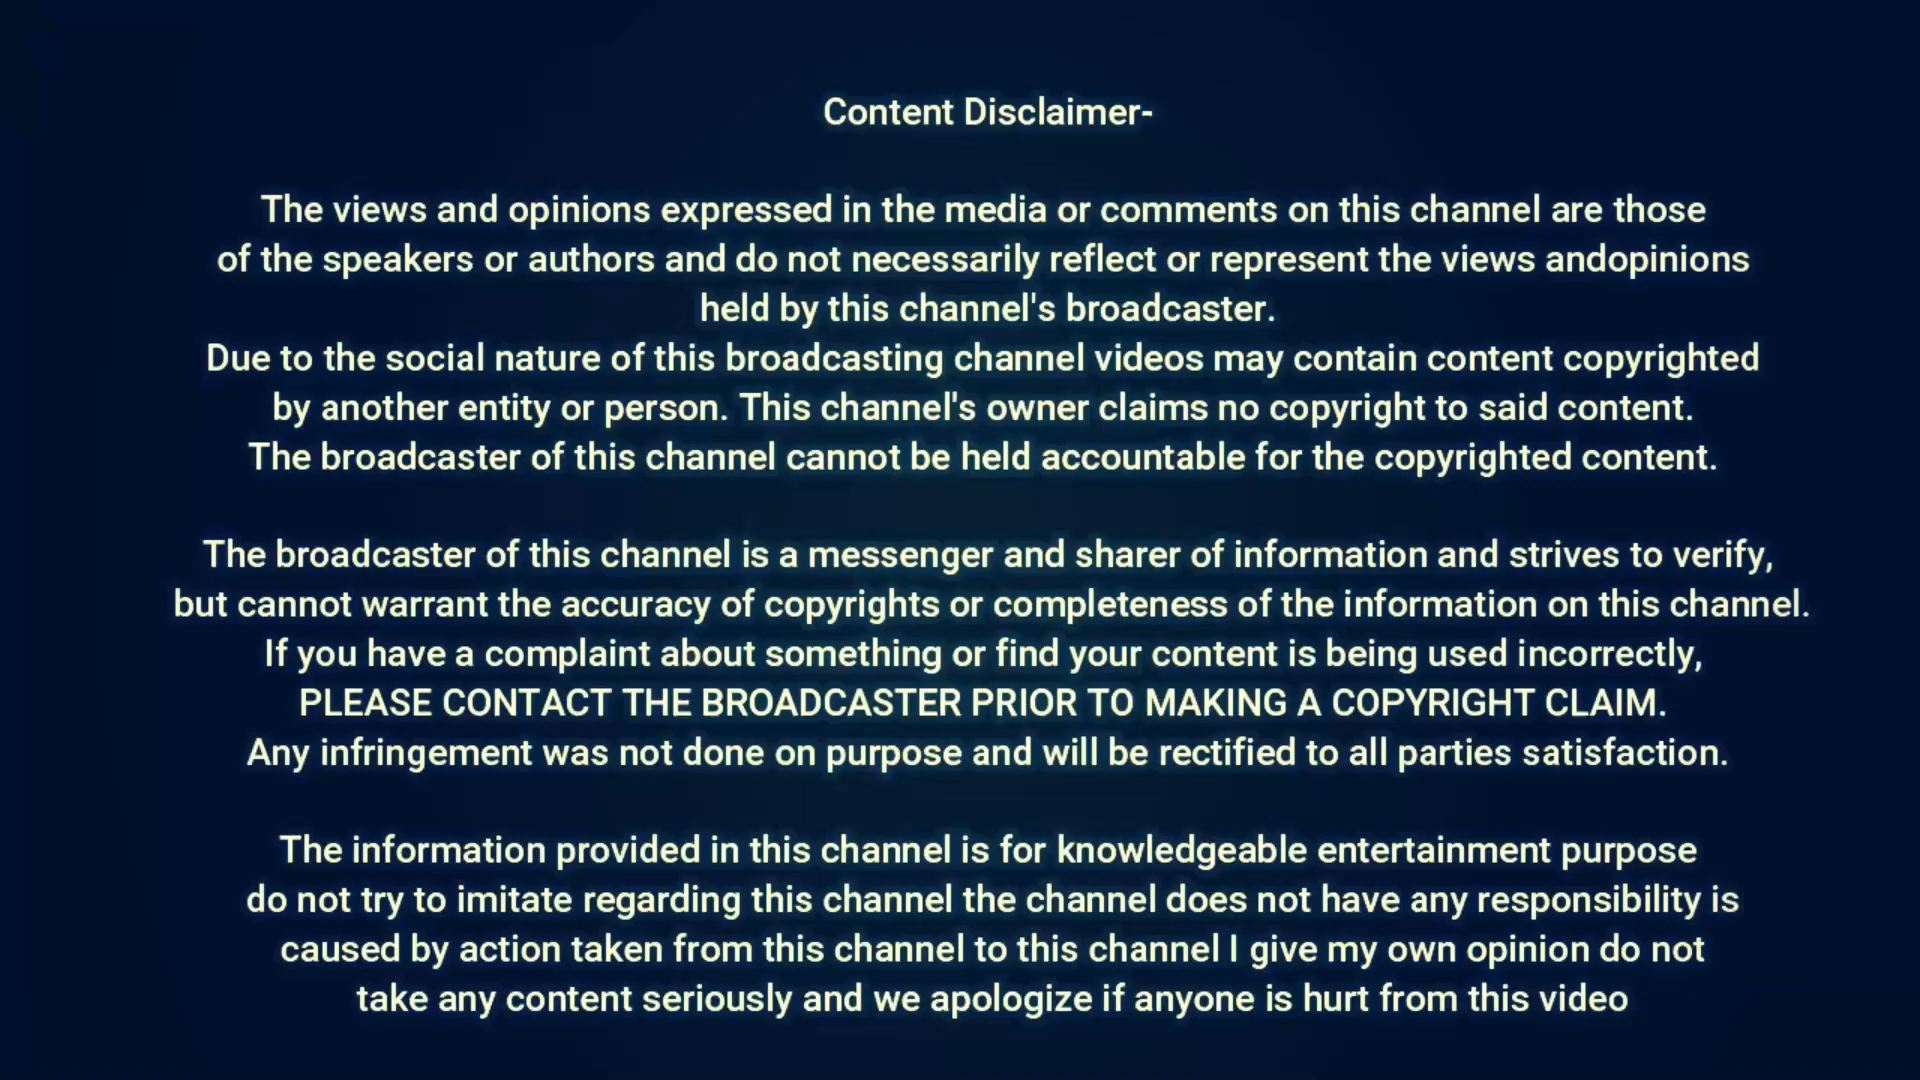 Content Disclaimer-
The views and opinions expressed in the media or comments on this channel are those
of the speakers or authors and do not necessarily reflect or represent the views andopinions
held by this channel's broadcaster.
Due to the social nature of this broadcasting channel videos may contain content copyrighted
by another entity or person. This channel's owner claims no copyright to said content.
The broadcaster of this channel cannot be held accountable for the copyrighted content.
The broadcaster of this channel is a messenger and sharer of information and strives to verify,
but cannot warrant the accuracy of copyrights or completeness of the information on this channel.
If you have a complaint about something or find your content is being used incorrectly,
PLEASE CONTACT THE BROADCASTER PRIOR TO MAKING A COPYRIGHT CLAIM.
Any infringement was not done on purpose and will be rectified to all parties satisfaction.
The information provided in this channel is for knowledgeable entertainment purpose
do not try to imitate regarding this channel the channel does not have any responsibility is
caused by action taken from this channel to this channel I give my own opinion do not
take any content seriously and we apologize if anyone is hurt from this video